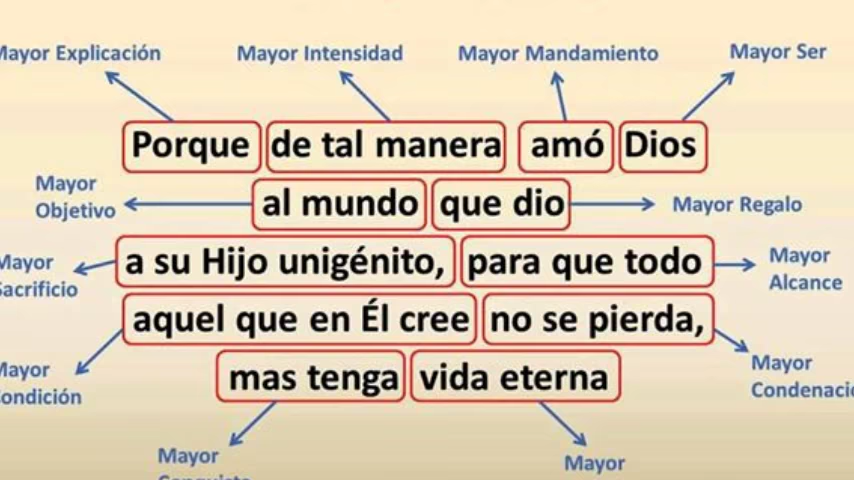 Mayor Explicación Mayor Intensidad Mayor Mandamiento Mayor Ser
Porque de tal manera amó Dios
Mayor
Objetivo
al mundo que dio
Mayor Regalo
Mayor
Sacrificio
a su Hijo unigénito, para que todo
Mayor
Alcance
aquel que en Él cree no se pierda,
Mayor
ondición
Mayor
Condenació
mas tenga vida eterna
Mayor
Mayor